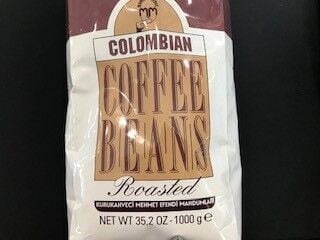 COLOMBIAN
COFFEE
BEANS
Roasted
KURUKAHVECİ MEHMET EFENDİ MAHDUMLARI
NET WT 35,2 OZ - 1000 g e